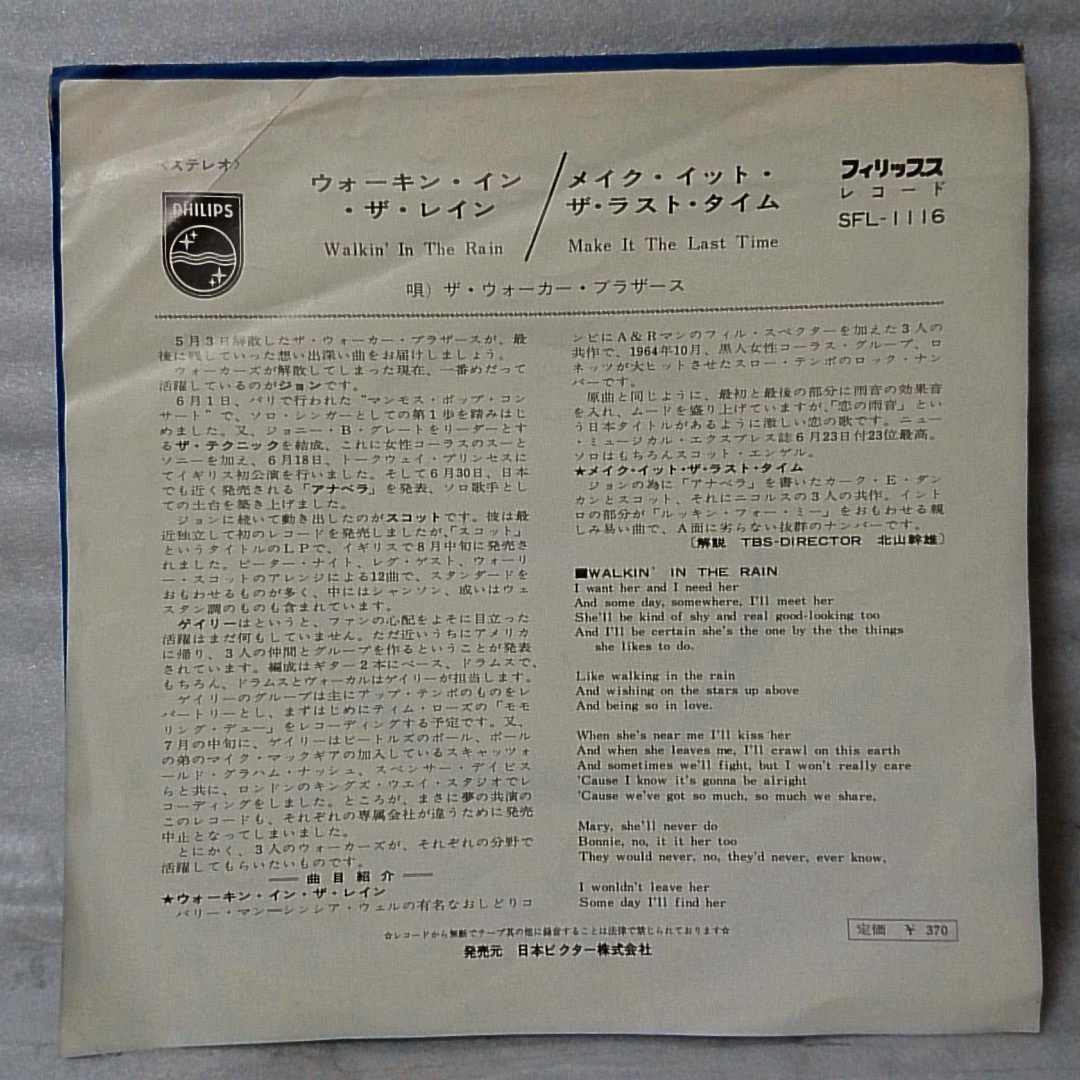 〈ステレオ〉
PHILIPS
ウォーキン・イン
・ザ・レイン
Walkin' In The Rain
メイク・イット・
ザ・ラスト・タイム
Make It The Last Time
フィリップス
レコード
SFL-1116
唄）ザ・ウォーカー・ブラザース
5月3日解散したザ・ウォーカー・ブラザースが、最
後に残していった想い出深い曲をお届けしましょう。
ウォーカーズが解散してしまった現在、一番めだって
活躍しているのがジョンです。
6月1日、パリで行われた“マンモス・ポップ・コン
サート”で、ソロ・シンガーとしての第1歩を踏みはじ
めました。又、ジョニー・B・グレートをリーダーとす
るザ・テクニックを結成、これに女性コーラスのスーと
ソニーを加え、6月18日、トークウェイ・プリンセスに
てイギリス初公演を行いました。そして6月30日、日本
でも近く発売される「アナベラ」を発表、ソロ歌手とし
ての土台を築き上げました。
ジョンに続いて動き出したのがスコットです。彼は最
近独立して初のレコードを発売しましたが、「スコット」
というタイトルのLPで、イギリスで8月中旬に発売さ
れました。ピーター・ナイト、レグ・ゲスト、ウォーリ
ー・スコットのアレンジによる12曲で、スタンダードを
おもわせるものが多く、中にはシャンソン、或いはウェ
スタン調のものも含まれています。
ゲイリーはというと、ファンの心配をよそに目立った
活躍はまだ何もしていません。ただ近いうちにアメリカ
に帰り、3人の仲間とグループを作るということが発表
されています。編成はギター2本にベース、ドラムスで、
もちろん、ドラムスとヴォーカルはゲイリーが担当します。
ゲイリーのグループは主にアップ・テンポのものをレ
パートリーとし、まずはじめにティム・ローズの「モモ
リング・デュー」をレコーディングする予定です。又、
7月の中旬に、ゲイリーはビートルズのポール、ポール
の弟のマイク・マックギアの加入しているスキャッツォ
ールド・グラハム・ナッシュ、スペンサー・デイビス
らと共に、ロンドンのキングズ・ウエイ・スタジオでレ
コーディングをしました。ところが、まさに夢の共演の
このレコードも、それぞれの専属会社が違うために発売
中止となってしまいました。
とにかく、3人のウォーカーズが、それぞれの分野で
活躍してもらいたいものです。
── 曲目紹介 ──
★ウォーキン・イン・ザ・レイン
バリー・マン─シンシア・ウェルの有名なおしどりコ
ンビにA&Rマンのフィル・スペクターを加えた3人の
共作で、1964年10月、黒人女性コーラス・グループ、ロ
ネッツが大ヒットさせたスロー・テンポのロック・ナン
バーです。
原曲と同じように、最初と最後の部分に雨音の効果音
を入れ、ムードを盛り上げていますが、「恋の雨音」とい
う日本タイトルがあるように激しい恋の歌です。ニュー
・ミュージカル・エクスプレス誌6月23日付23位最高。
ソロはもちろんスコット・エンゲル。
★メイク・イット・ザ・ラスト・タイム
ジョンの為に「アナベラ」を書いたカーク・E・ダン
カンとスコット、それにニコルスの3人の共作。イント
ロの部分が「ルッキン・フォー・ミー」をおもわせる親
しみ易い曲で、A面に劣らない抜群のナンバーです。
〔解説 TBS-DIRECTOR 北山幹雄〕
■WALKIN' IN THE RAIN
I want her and I need her
And some day, somewhere, I'll meet her
She'll be kind of shy and real good-looking too
And I'll be certain she's the one by the the things
she likes to do.
Like walking in the rain
And wishing on the stars up above
And being so in love.
When she's near me I'll kiss her
And when she leaves me, I'll crawl on this earth
And sometimes we'll fight, but I won't really care
'Cause I know it's gonna be alright
'Cause we've got so much, so much we share,
Mary, she'll never do
Bonnie, no, it it her too
They would never, no, they'd never, ever know,
I wonldn't leave her
Some day I'll find her
☆レコードから無断でテープ其の他に録音することは法律で禁じられております☆
発売元 日本ビクター株式会社
定価 ￥ 370